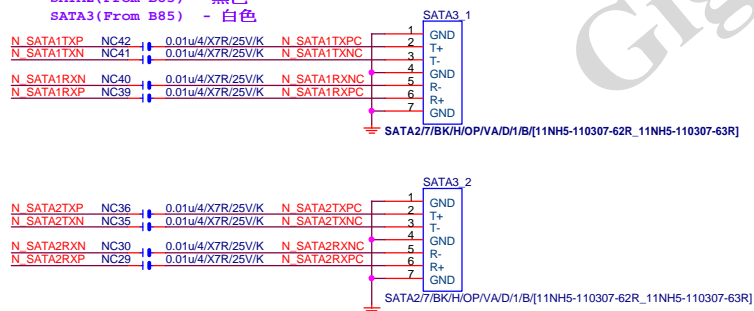 SATA3(From B85) - 白色
SATA3_1
N_SATA1TXP NC42 0.01u/4/X7R/25V/K N_SATA1TXPC 1 GND
N_SATA1TXN NC41 0.01u/4/X7R/25V/K N_SATA1TXNC 2 T+
3 T-
4 GND
N_SATA1RXN NC40 0.01u/4/X7R/25V/K N_SATA1RXNC 5 R-
N_SATA1RXP NC39 0.01u/4/X7R/25V/K N_SATA1RXPC 6 R+
7 GND
SATA2/7/BK/H/OP/VA/D/1/B/[11NH5-110307-62R_11NH5-110307-63R]
SATA3_2
1 GND
N_SATA2TXP NC36 0.01u/4/X7R/25V/K N_SATA2TXPC 2 T+
N_SATA2TXN NC35 0.01u/4/X7R/25V/K N_SATA2TXNC 3 T-
4 GND
N_SATA2RXN NC30 0.01u/4/X7R/25V/K N_SATA2RXNC 5 R-
N_SATA2RXP NC29 0.01u/4/X7R/25V/K N_SATA2RXPC 6 R+
7 GND
SATA2/7/BK/H/OP/VA/D/1/B/[11NH5-110307-62R_11NH5-110307-63R]